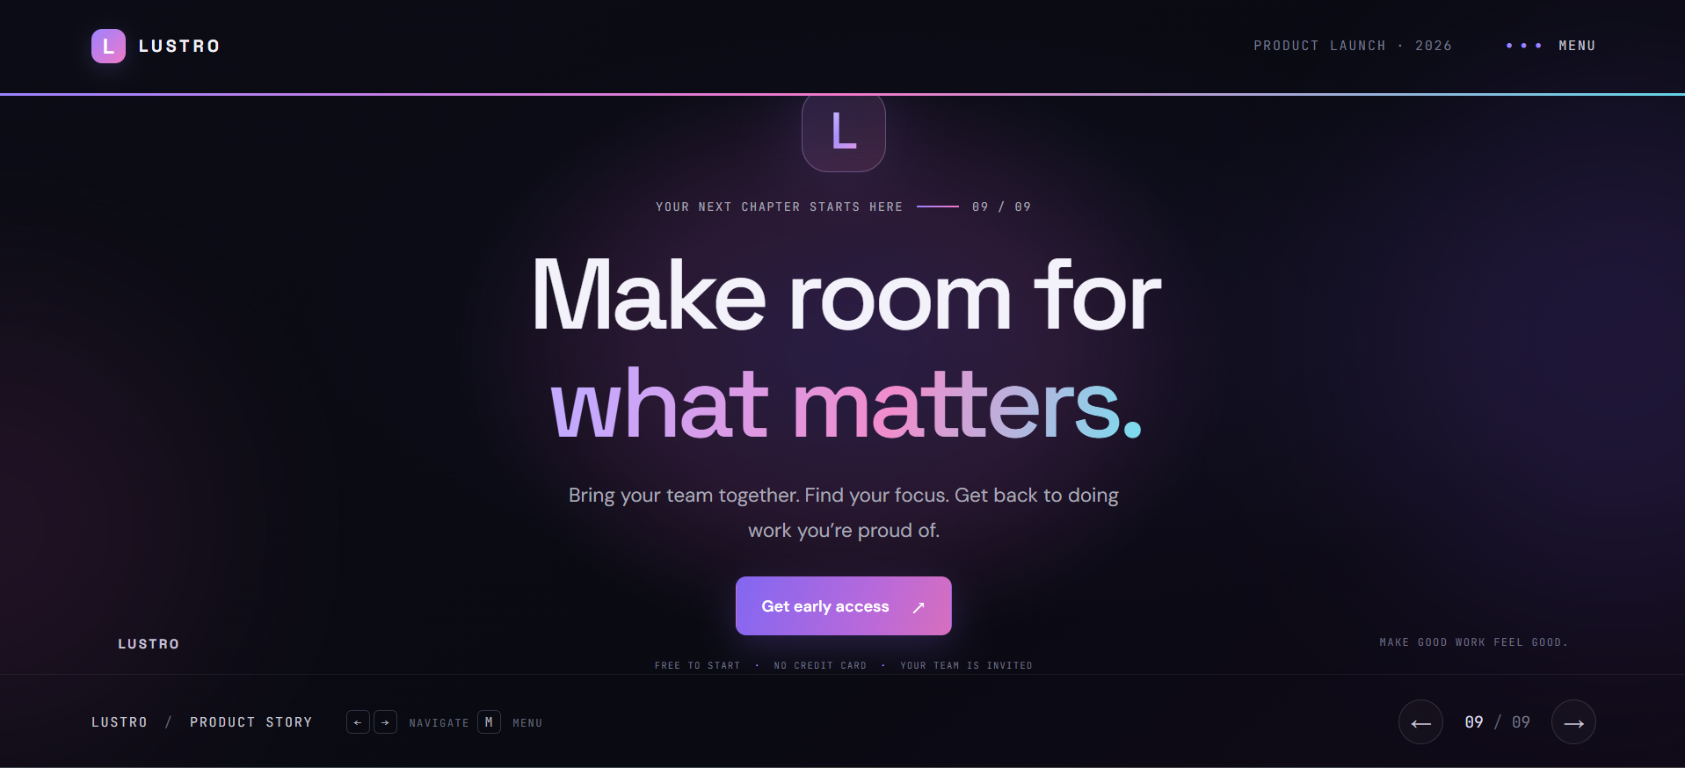 L LUSTRO
PRODUCT LAUNCH · 2026
MENU
L
YOUR NEXT CHAPTER STARTS HERE
09 / 09
Make room for
what matters.
Bring your team together. Find your focus. Get back to doing
work you’re proud of.
Get early access ↗
LUSTRO
MAKE GOOD WORK FEEL GOOD.
FREE TO START · NO CREDIT CARD · YOUR TEAM IS INVITED
LUSTRO / PRODUCT STORY
← → NAVIGATE M MENU
← 09 / 09 →